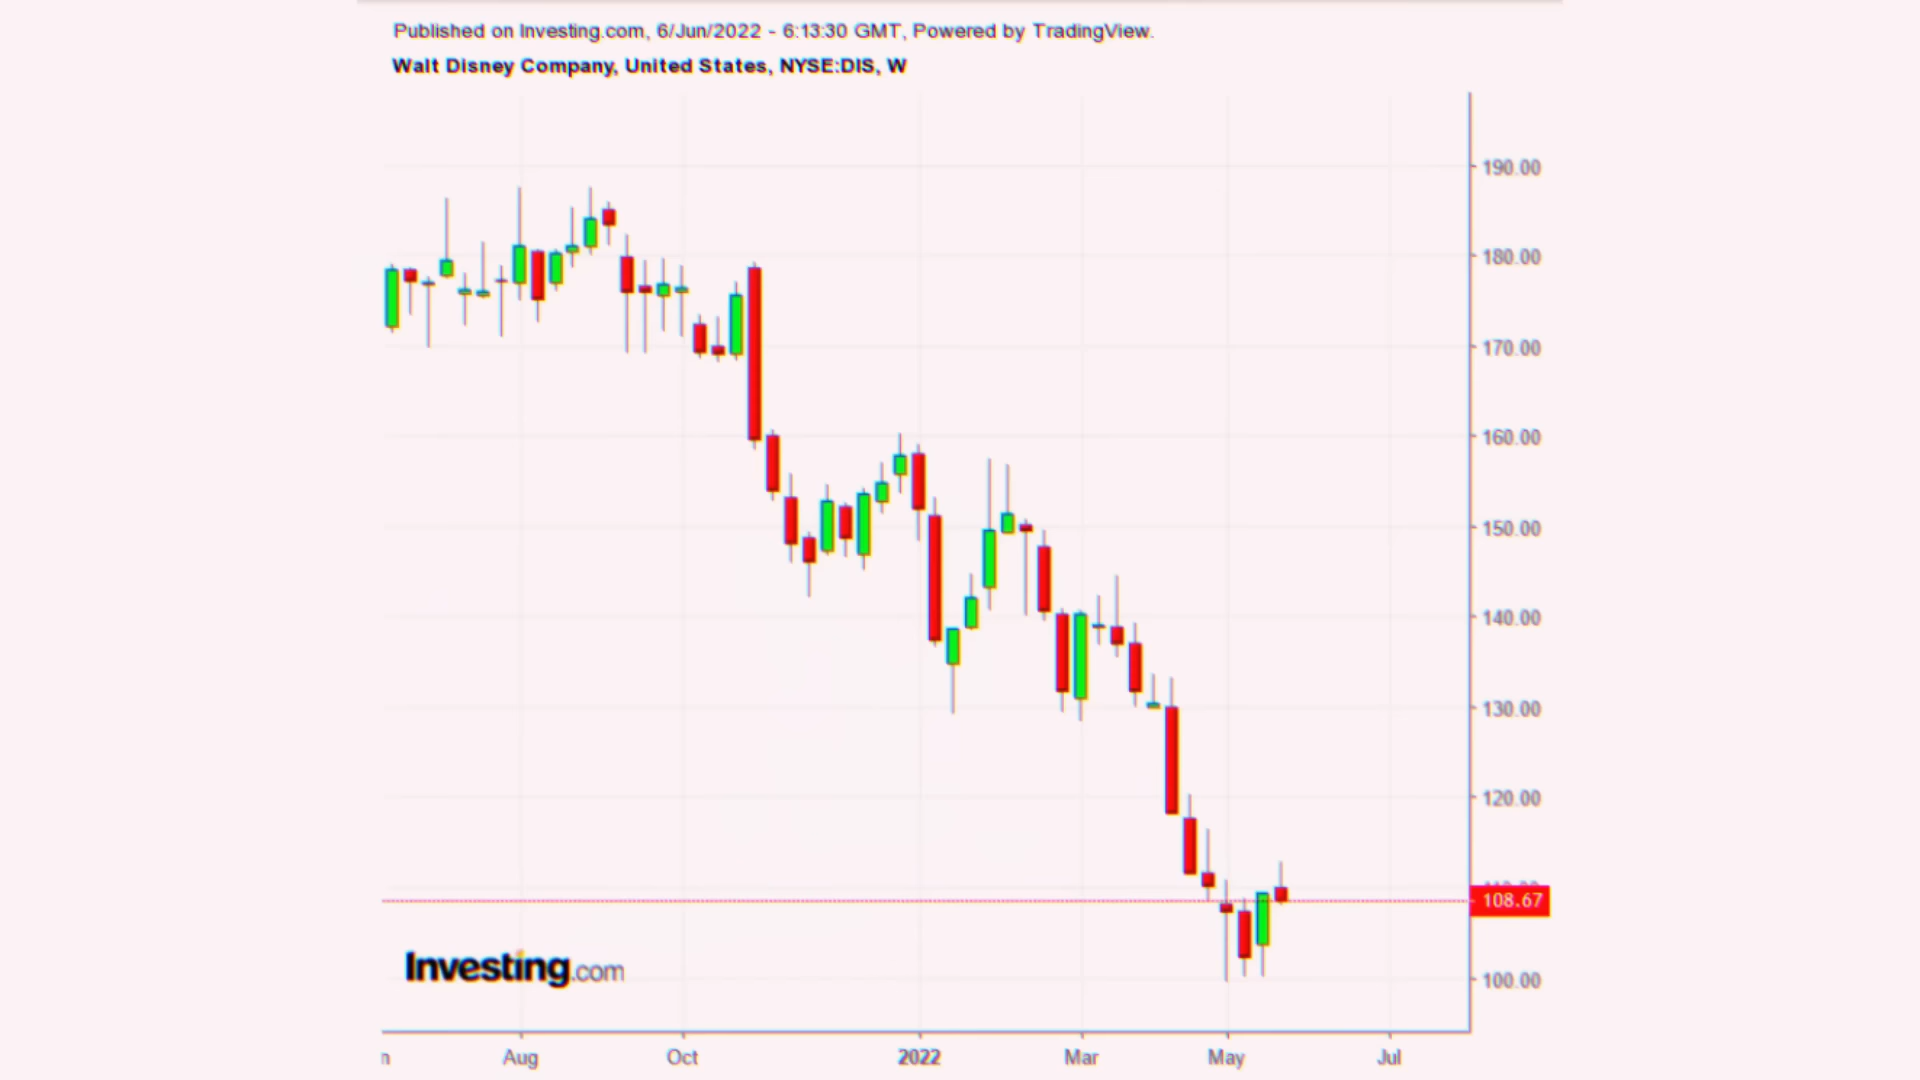 Published on Investing.com, 6/Jun/2022 - 6:13:30 GMT, Powered by TradingView.
Walt Disney Company, United States, NYSE:DIS, W
190.00
180.00
170.00
160.00
150.00
140.00
130.00
120.00
108.67
100.00
Investing.com
n Aug Oct 2022 Mar May Jul